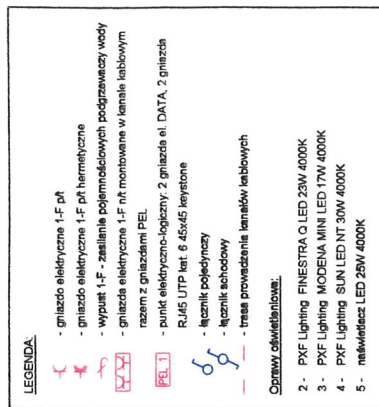 LEGENDA:
- gniazdo elektryczne 1-F p/t
- gniazdo elektryczne 1-F p/t hermetyczne
- wypust 1-F - zasilanie pojemnościowych podgrzewaczy wody
- gniazda elektryczne 1-F n/t montowane w kanale kablowym
razem z gniazdami PEL
PEL 1 - punkt elektryczno-logiczny: 2 gniazda el. DATA, 2 gniazda
RJ45 UTP kat. 6 45x45 keystone
- łącznik pojedynczy
- łącznik schodowy
- trasa prowadzenia kanałów kablowych
Oprawy oświetleniowe:
2 - PXF Lighting FINESTRA Q LED 23W 4000K
3 - PXF Lighting MODENA MINI LED 17W 4000K
4 - PXF Lighting SUN LED NT 30W 4000K
5 - naświetlacz LED 25W 4000K